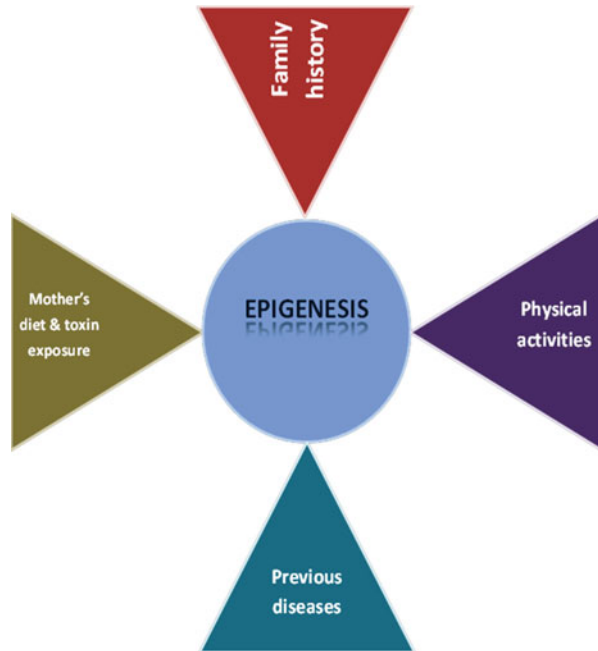 Family
history
Mother's
diet & toxin
exposure
EPIGENESIS
Physical
activities
Previous
diseases